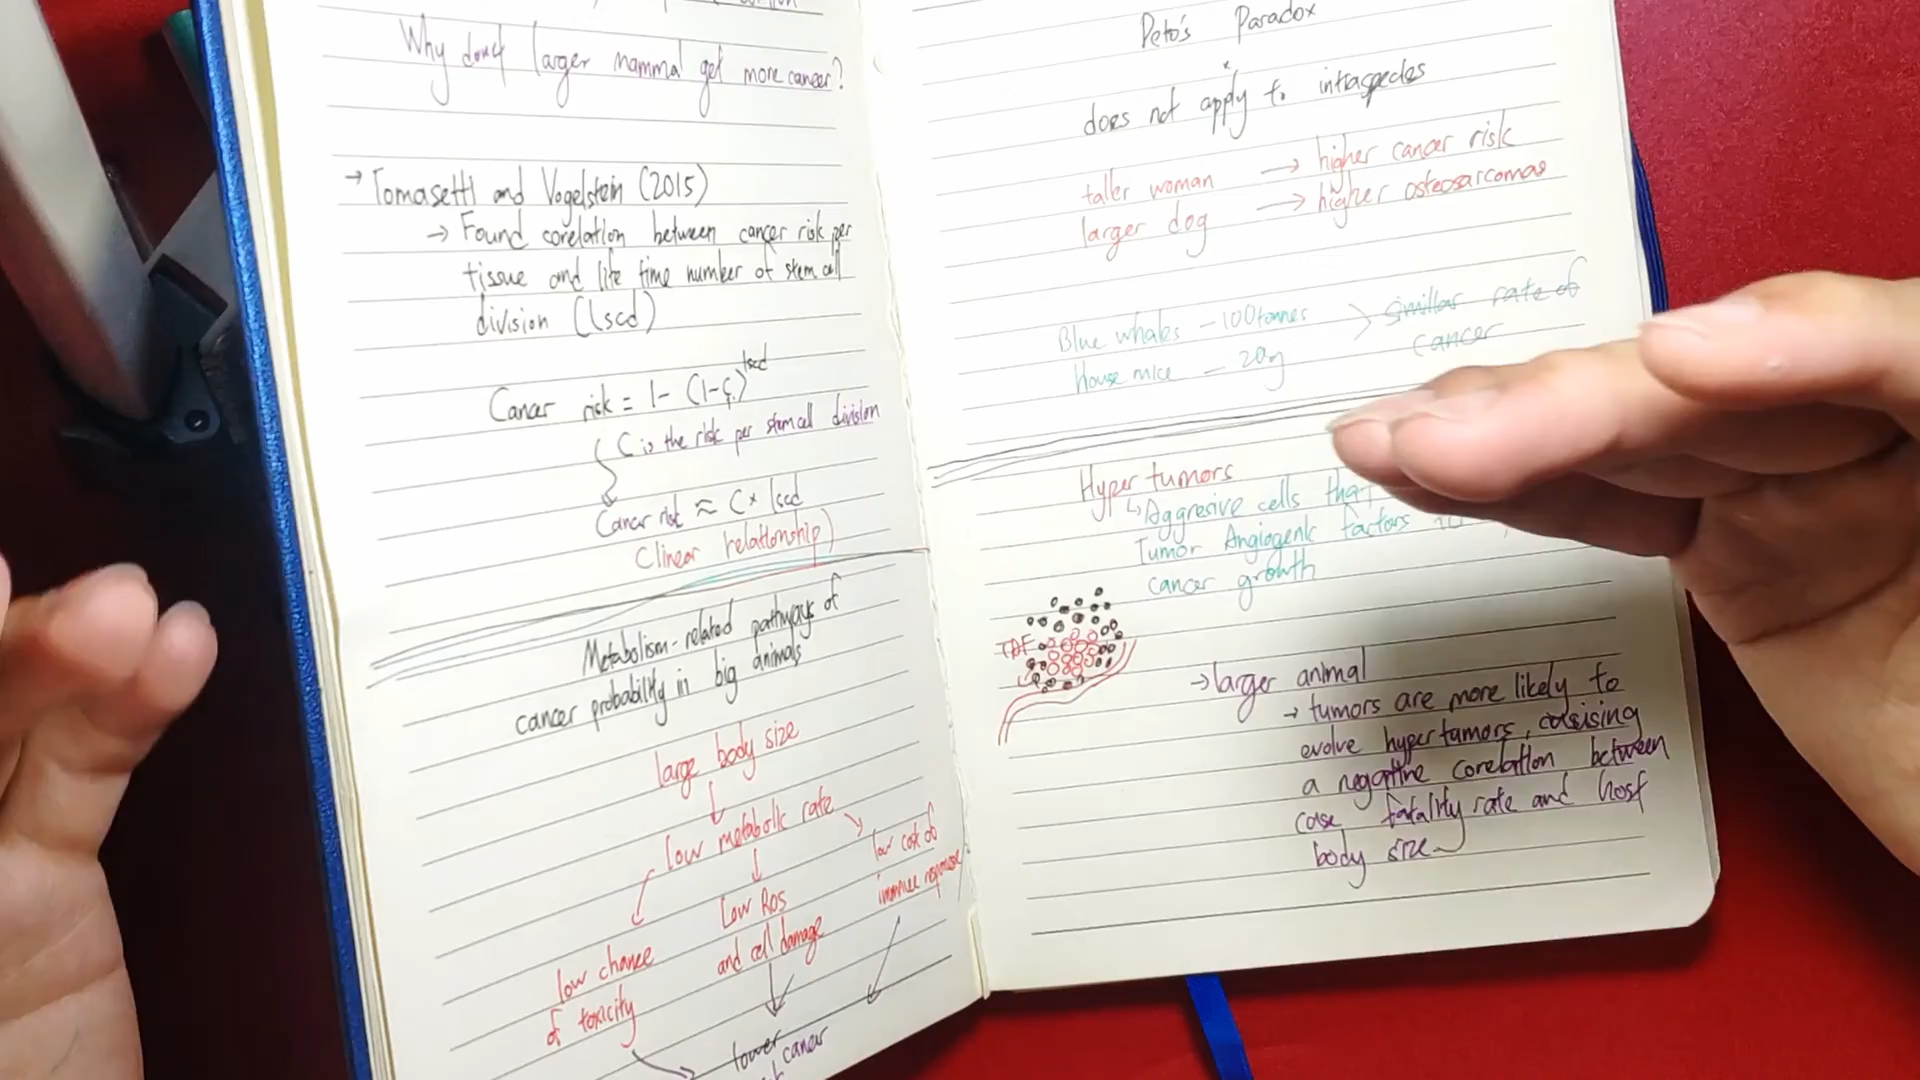 Why don't larger mammal get more cancer?
→ Tomasetti and Vogelstein (2015)
→ Found corelation between cancer risk per
tissue and life time number of stem cell
division (lscd)
Cancer risk = 1 - (1-c)^lscd
C is the risk per stem cell division
Cancer risk ≈ C × lscd
(linear relationship)
Metabolism-related pathways of
cancer probability in big animals
large body size
low metabolic rate
low cost of
immune response
low ROS
and cell damage
low chance
of toxicity
lower cancer
Peto's Paradox
does not apply to intraspecies
taller woman → higher cancer risk
larger dog → higher osteosarcomas
Blue whales - 100 tonnes > simillar rate of
House mice - 20g cancer
Hyper tumors
↳ Aggresive cells that
Tumor Angiogenic factors
cancer growth
TAF
→ larger animal
→ tumors are more likely to
evolve hypertumors,
a negative corelation between
case fatality rate and host
body size